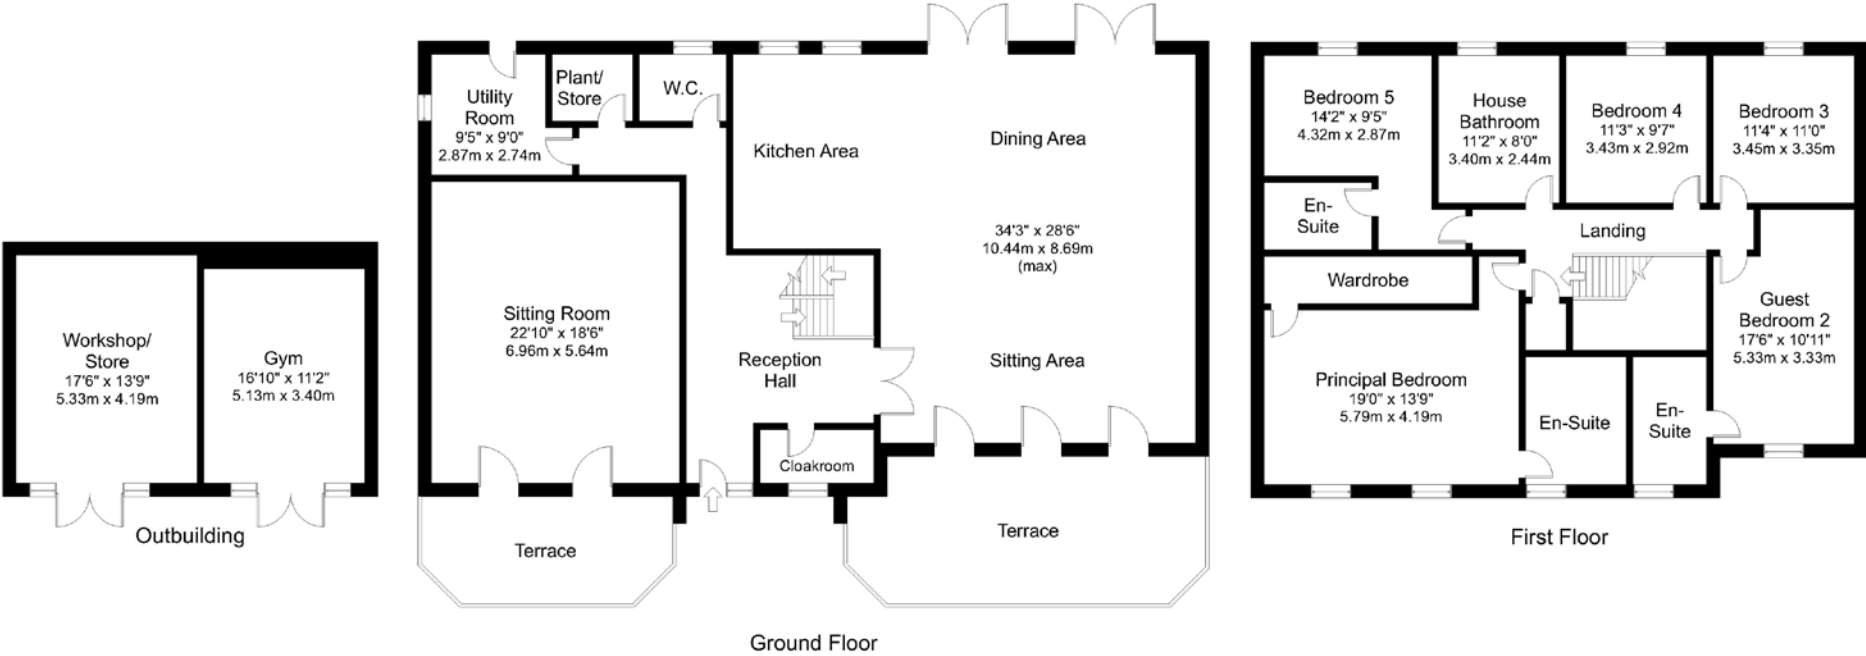 Workshop/
Store
17'6" x 13'9"
5.33m x 4.19m
Gym
16'10" x 11'2"
5.13m x 3.40m
Outbuilding
Utility
Room
9'5" x 9'0"
2.87m x 2.74m
Plant/
Store
W.C.
Kitchen Area
Dining Area
34'3" x 28'6"
10.44m x 8.69m
(max)
Sitting Room
22'10" x 18'6"
6.96m x 5.64m
Reception
Hall
Sitting Area
Cloakroom
Terrace
Terrace
Ground Floor
Bedroom 5
14'2" x 9'5"
4.32m x 2.87m
House
Bathroom
11'2" x 8'0"
3.40m x 2.44m
Bedroom 4
11'3" x 9'7"
3.43m x 2.92m
Bedroom 3
11'4" x 11'0"
3.45m x 3.35m
En-
Suite
Landing
Wardrobe
Guest
Bedroom 2
17'6" x 10'11"
5.33m x 3.33m
Principal Bedroom
19'0" x 13'9"
5.79m x 4.19m
En-Suite
En-
Suite
First Floor